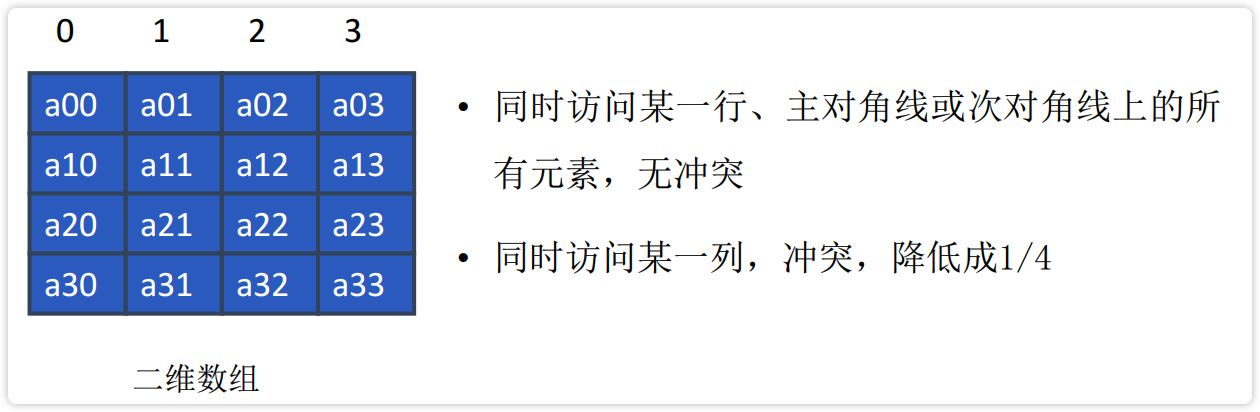 0 1 2 3
a00 a01 a02 a03
a10 a11 a12 a13
a20 a21 a22 a23
a30 a31 a32 a33
二维数组
• 同时访问某一行、主对角线或次对角线上的所
有元素，无冲突
• 同时访问某一列，冲突，降低成1/4